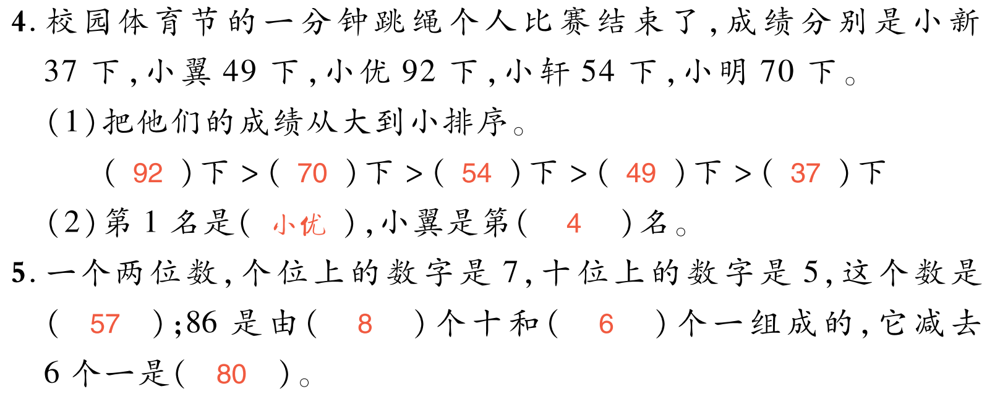 4. 校园体育节的一分钟跳绳个人比赛结束了,成绩分别是小新
37 下,小翼 49 下,小优 92 下,小轩 54 下,小明 70 下。
(1)把他们的成绩从大到小排序。
( 92 )下>( 70 )下>( 54 )下>( 49 )下>( 37 )下
(2)第 1 名是( 小优 ),小翼是第( 4 )名。
5. 一个两位数,个位上的数字是 7,十位上的数字是 5,这个数是
( 57 );86 是由( 8 )个十和( 6 )个一组成的,它减去
6 个一是( 80 )。